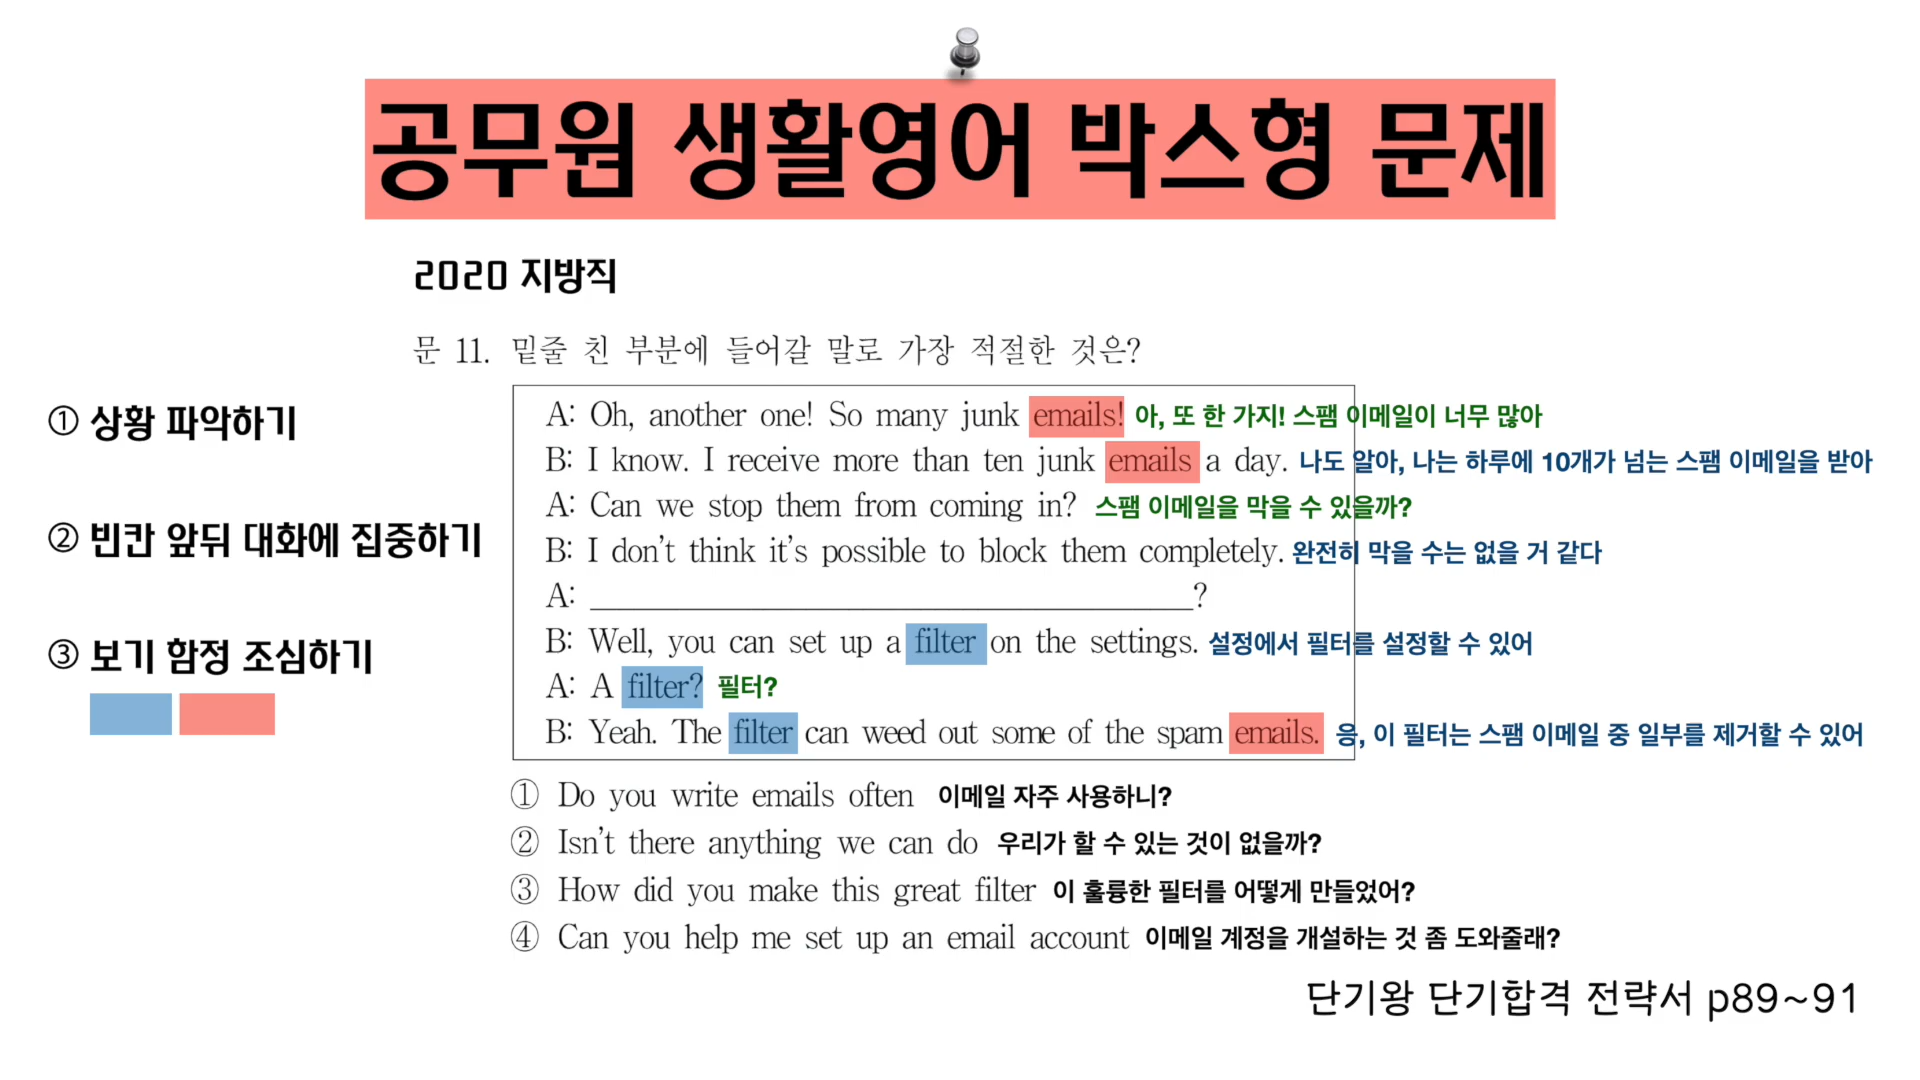 공무원 생활영어 박스형 문제
2020 지방직
문 11. 밑줄 친 부분에 들어갈 말로 가장 적절한 것은?
① 상황 파악하기
② 빈칸 앞뒤 대화에 집중하기
③ 보기 함정 조심하기
A: Oh, another one! So many junk emails! 아, 또 한 가지! 스팸 이메일이 너무 많아
B: I know. I receive more than ten junk emails a day. 나도 알아, 나는 하루에 10개가 넘는 스팸 이메일을 받아
A: Can we stop them from coming in? 스팸 이메일을 막을 수 있을까?
B: I don't think it's possible to block them completely. 완전히 막을 수는 없을 거 같다
A: ________________________________?
B: Well, you can set up a filter on the settings. 설정에서 필터를 설정할 수 있어
A: A filter? 필터?
B: Yeah. The filter can weed out some of the spam emails. 응, 이 필터는 스팸 이메일 중 일부를 제거할 수 있어
① Do you write emails often 이메일 자주 사용하니?
② Isn't there anything we can do 우리가 할 수 있는 것이 없을까?
③ How did you make this great filter 이 훌륭한 필터를 어떻게 만들었어?
④ Can you help me set up an email account 이메일 계정을 개설하는 것 좀 도와줄래?
단기왕 단기합격 전략서 p89~91